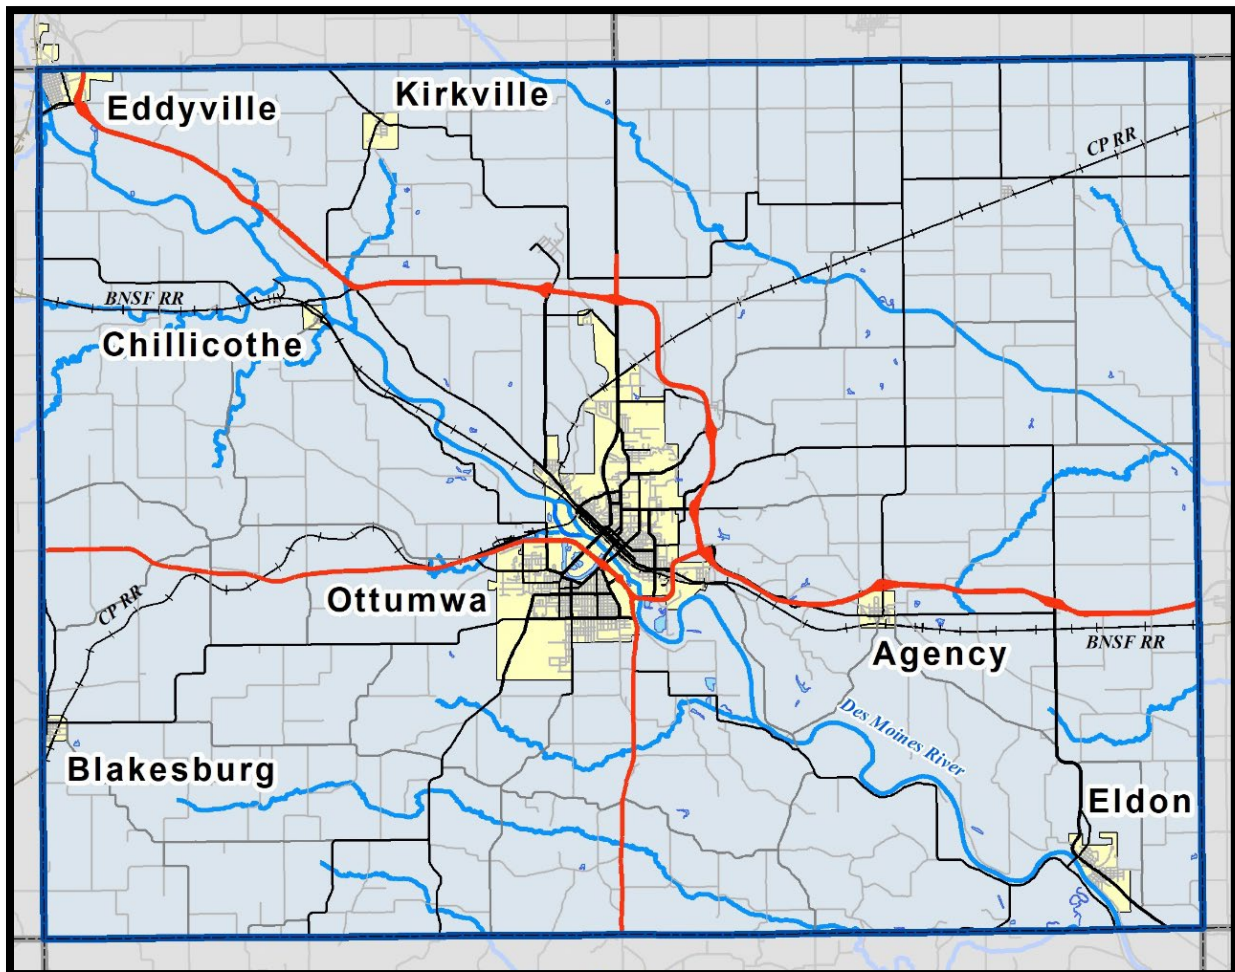 Kirkville
Eddyville
CP RR
BNSF RR
Chillicothe
Ottumwa
CP RR
BNSF RR
Agency
Des Moines River
Blakesburg
Eldon